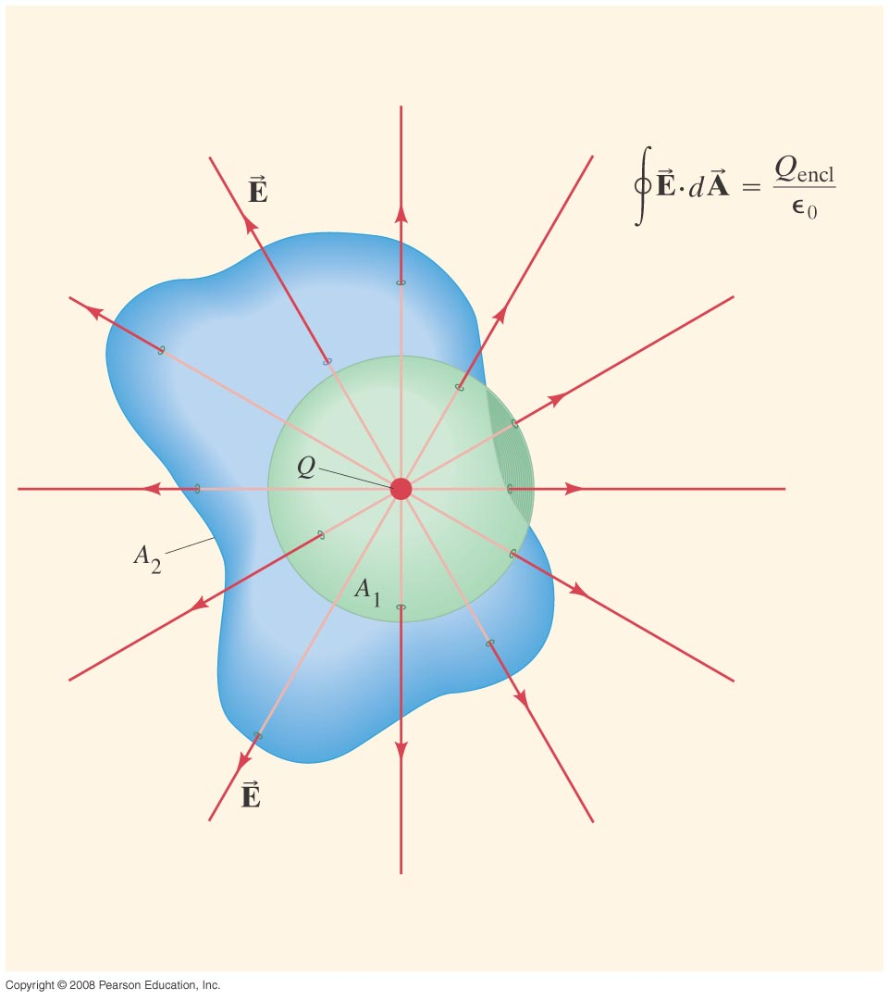 E⃗
∮E⃗·dA⃗ = Q_encl/ϵ₀
Q
A₂
A₁
E⃗
Copyright © 2008 Pearson Education, Inc.